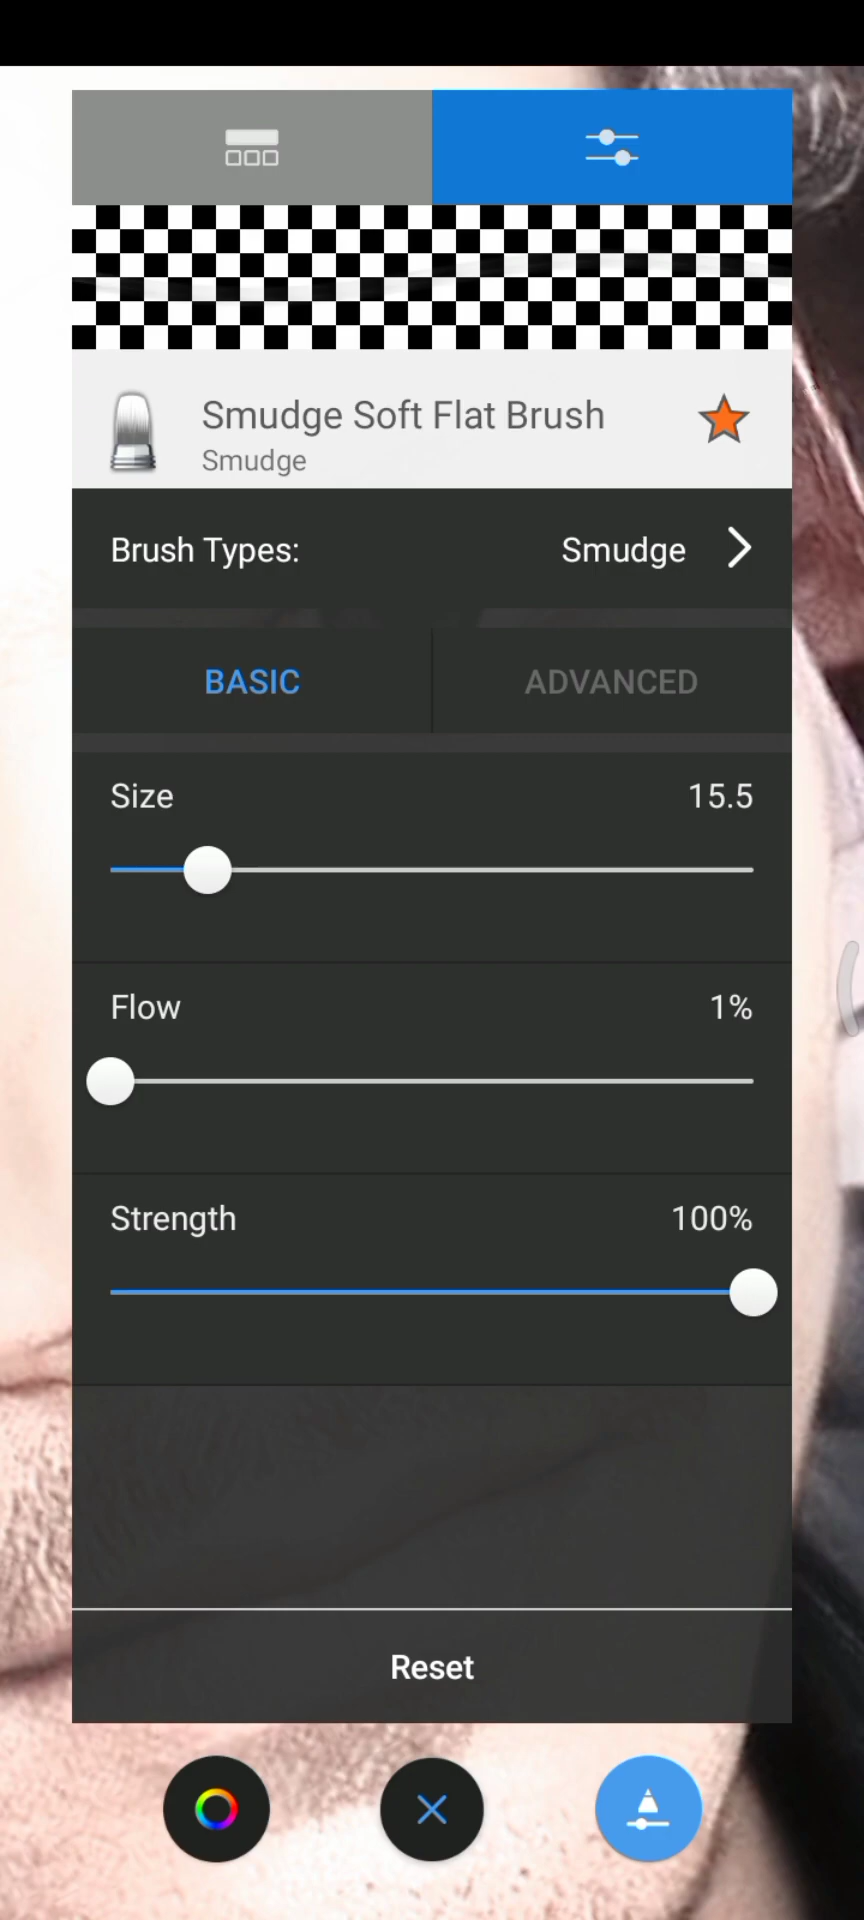 Smudge Soft Flat Brush
Smudge
Brush Types: Smudge
BASIC ADVANCED
Size 15.5
Flow 1%
Strength 100%
Reset